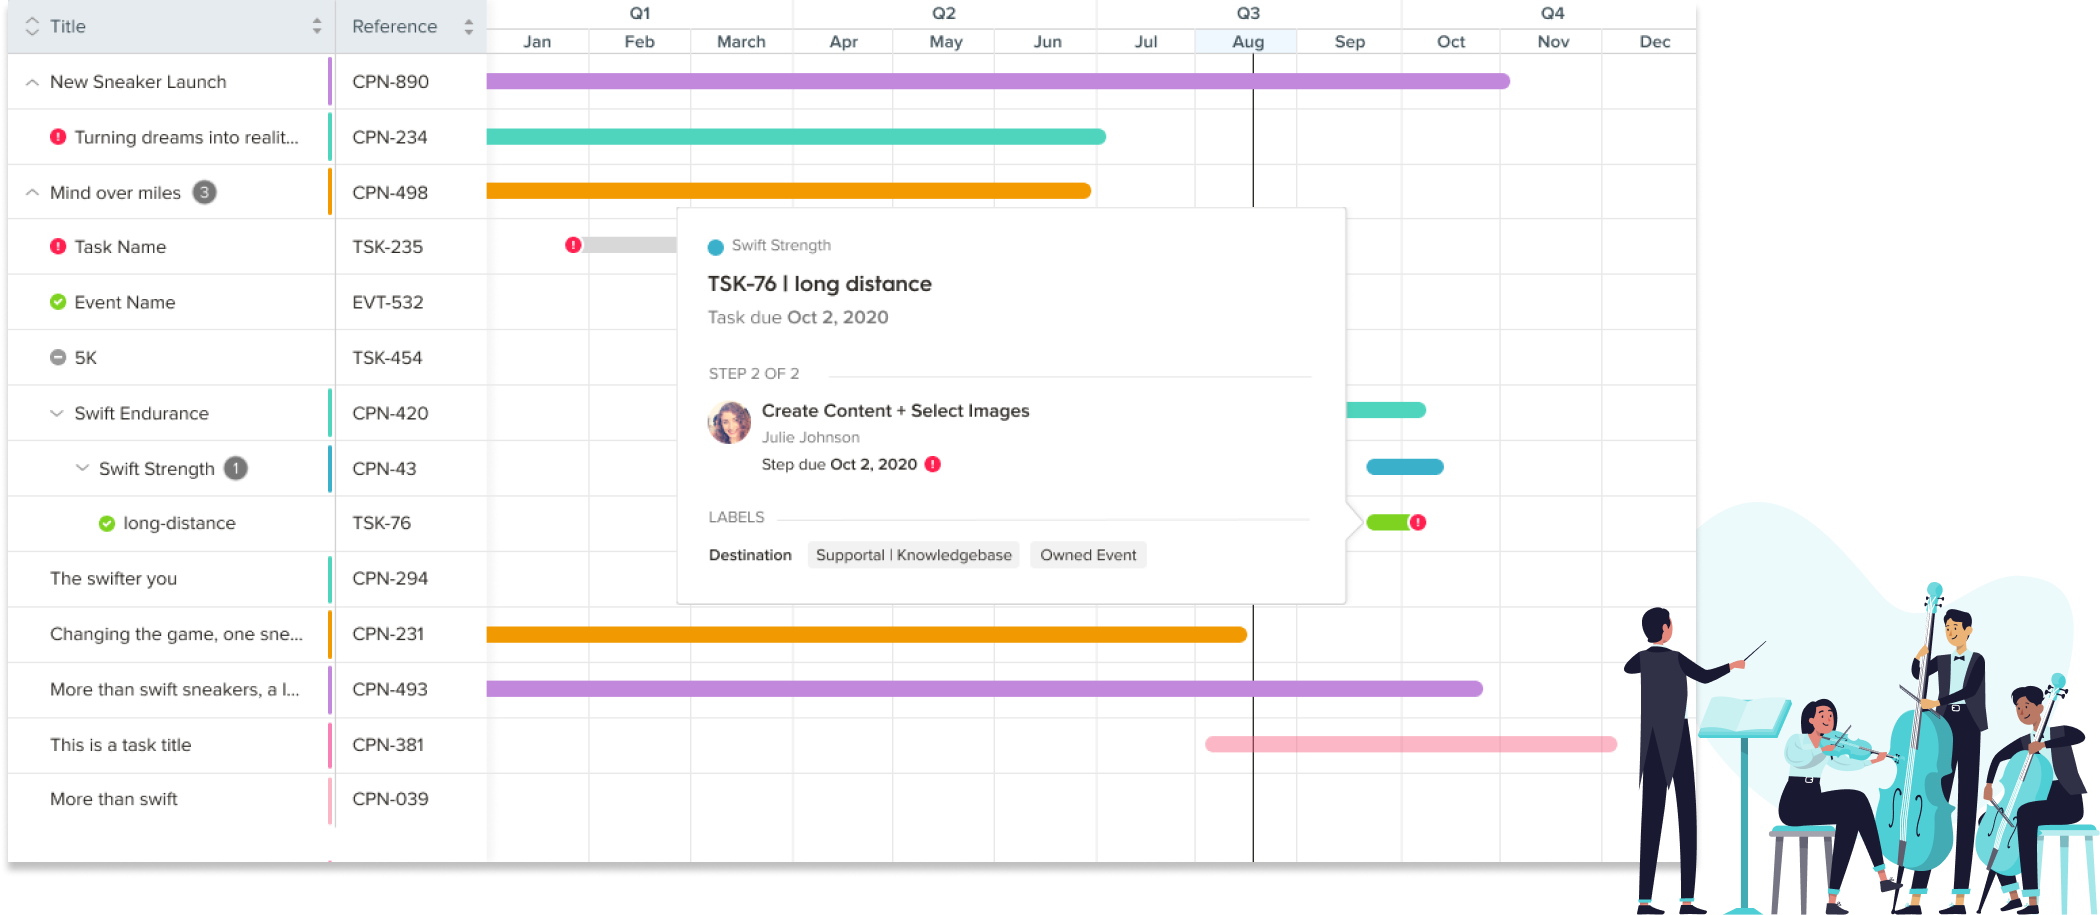 Title Reference Q1 Q2 Q3 Q4
Jan Feb March Apr May Jun Jul Aug Sep Oct Nov Dec
New Sneaker Launch CPN-890
Turning dreams into realit... CPN-234
Mind over miles 3 CPN-498
Task Name TSK-235
Event Name EVT-532
5K TSK-454
Swift Endurance CPN-420
Swift Strength 1 CPN-43
long-distance TSK-76
The swifter you CPN-294
Changing the game, one sne... CPN-231
More than swift sneakers, a l... CPN-493
This is a task title CPN-381
More than swift CPN-039
Swift Strength
TSK-76 | long distance
Task due Oct 2, 2020
STEP 2 OF 2
Create Content + Select Images
Julie Johnson
Step due Oct 2, 2020
LABELS
Destination Supportal | Knowledgebase Owned Event